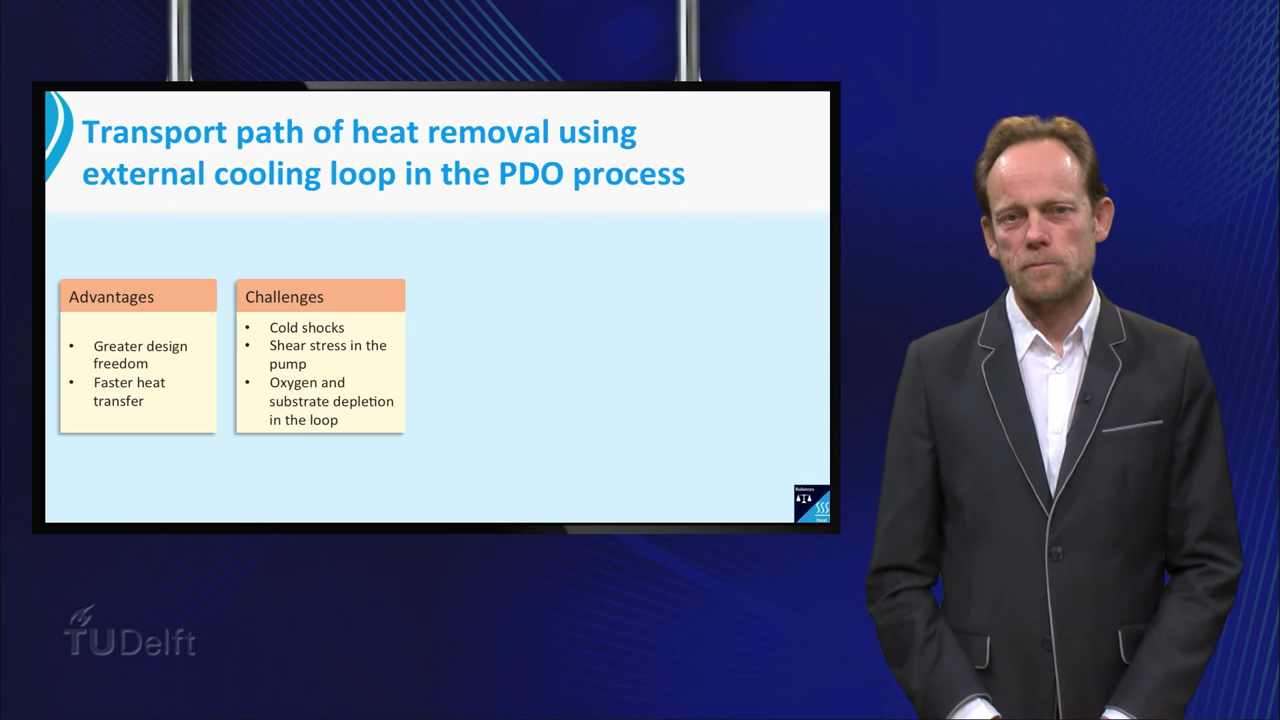 Transport path of heat removal using
external cooling loop in the PDO process
Advantages
• Greater design
freedom
• Faster heat
transfer
Challenges
• Cold shocks
• Shear stress in the
pump
• Oxygen and
substrate depletion
in the loop
Balances
Heat
TUDelft